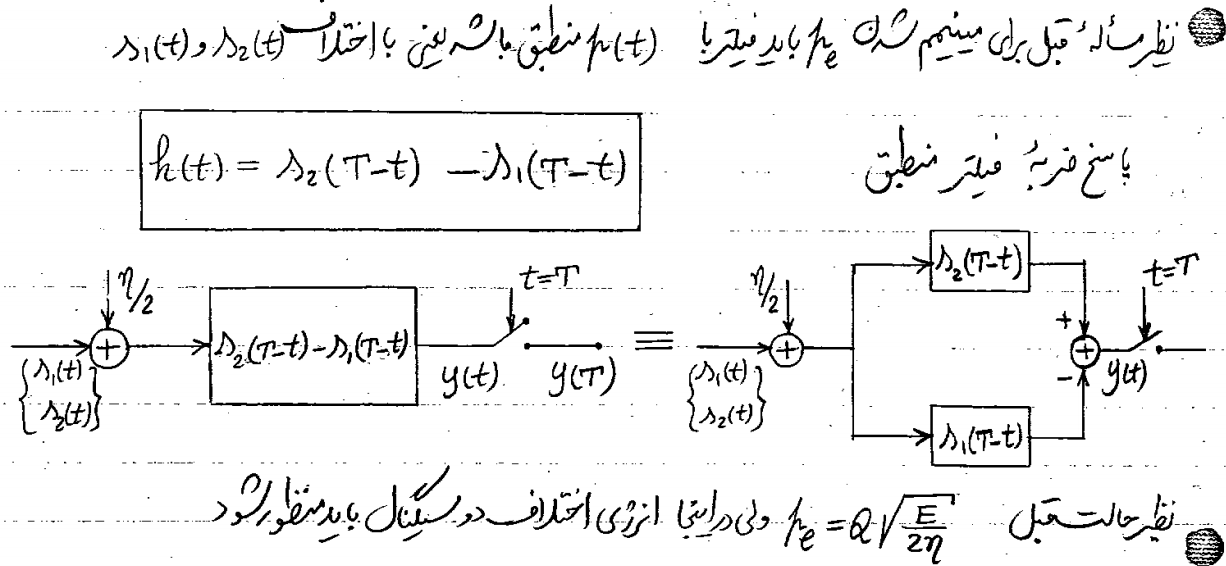 نظیر مسألهٔ قبل برای مینیمم شدن Pe باید فیلتر با p(t) منطبق باشد یعنی با اختلاف s₂(t) و s₁(t)
پاسخ ضربهٔ فیلتر منطبق
h(t) = s₂(T-t) - s₁(T-t)
η/2
{s₁(t)
s₂(t)}
s₂(T-t) - s₁(T-t)
t=T
y(t)
y(T)
≡
η/2
{s₁(t)
s₂(t)}
s₂(T-t)
s₁(T-t)
+
-
t=T
y(t)
نظیر حالت قبل Pe = Q√(E/2η) ولی در اینجا انرژی اختلاف دو سیگنال باید منظور شود